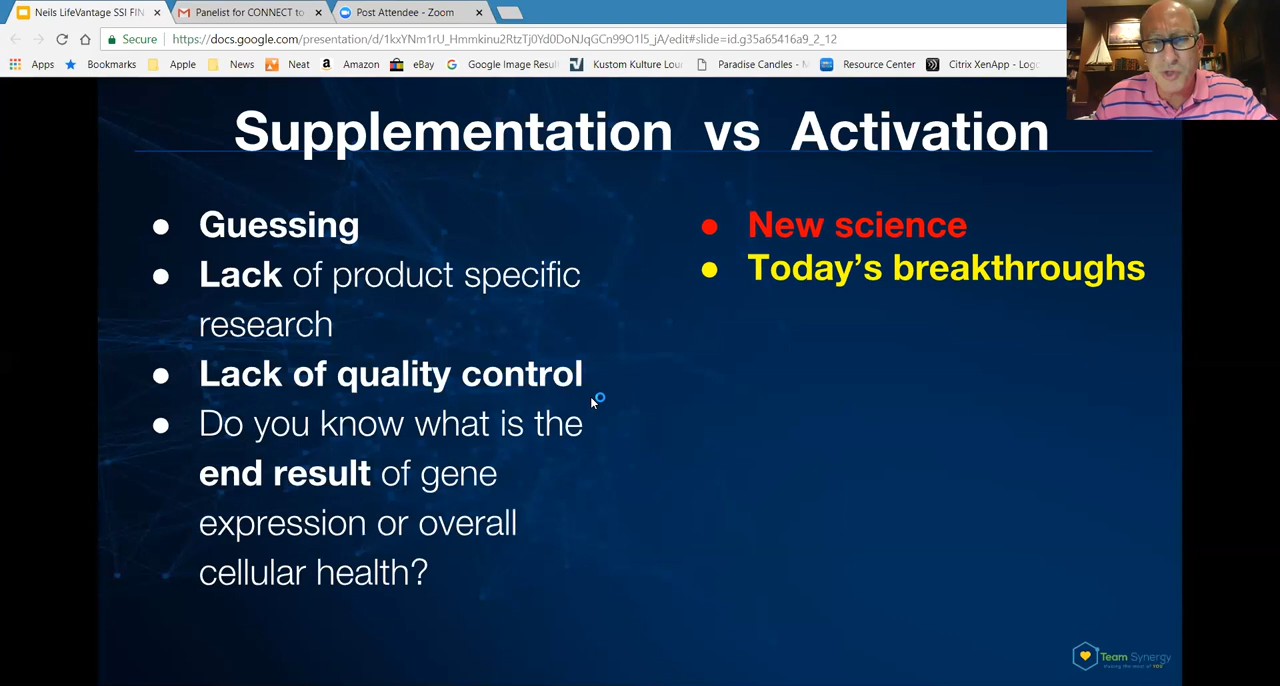 Neils LifeVantage SSI FIN
Panelist for CONNECT to
Post Attendee - Zoom
Secure
https://docs.google.com/presentation/d/1kxYNm1rU_Hmmkinu2RtzTj0Yd0DoNJqGCn99O1I5_jA/edit#slide=id.g35a65416a9_2_12
Apps Bookmarks Apple News Neat Amazon eBay Google Image Resul Kustom Kulture Lou Paradise Candles - M Resource Center Citrix XenApp - Logo
Supplementation vs Activation
● Guessing
● Lack of product specific
research
● Lack of quality control
● Do you know what is the
end result of gene
expression or overall
cellular health?
● New science
● Today's breakthroughs
Team Synergy